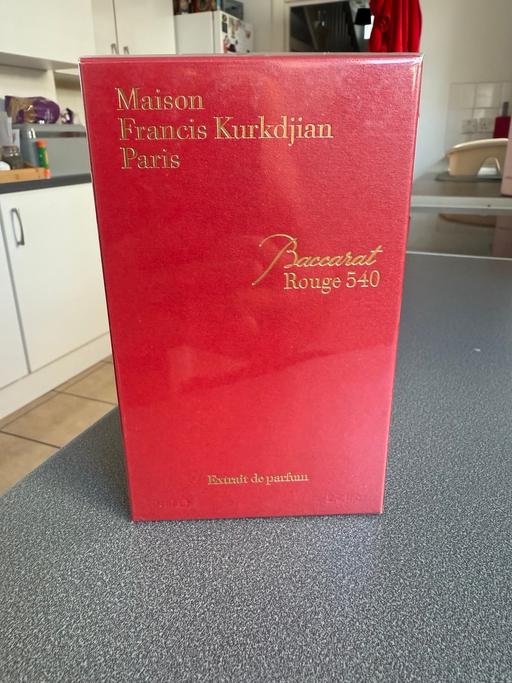 Maison
Francis Kurkdjian
Paris
Baccarat
Rouge 540
Extrait de parfum